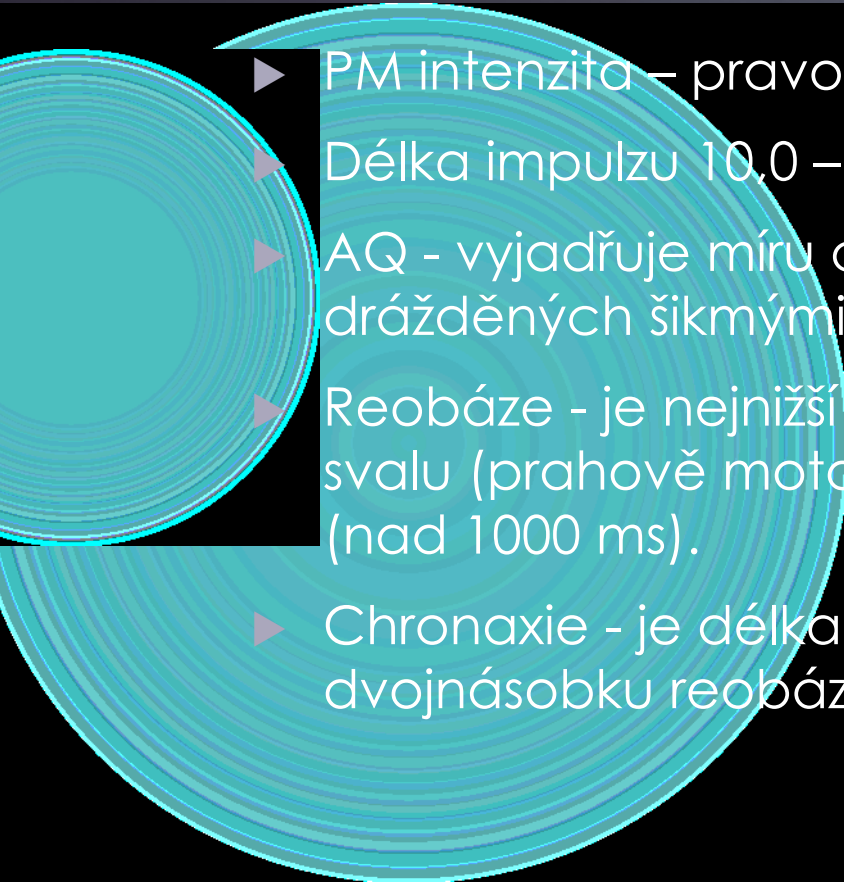 PM intenzita – pravo
Délka impulzu 10,0 –
AQ - vyjadřuje míru
drážděných šikmými
Reobáze - je nejnižší
svalu (prahově moto
(nad 1000 ms).
Chronaxie - je délka
dvojnásobku reobáz